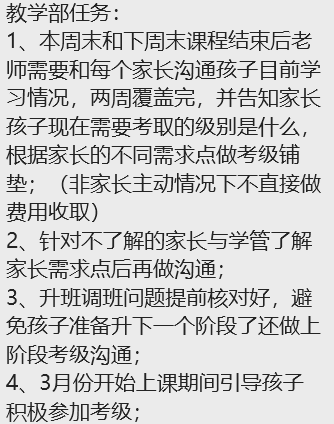 教学部任务：
1、本周末和下周末课程结束后老
师需要和每个家长沟通孩子目前学
习情况，两周覆盖完，并告知家长
孩子现在需要考取的级别是什么，
根据家长的不同需求点做考级铺
垫；（非家长主动情况下不直接做
费用收取）
2、针对不了解的家长与学管了解
家长需求点后再做沟通；
3、升班调班问题提前核对好，避
免孩子准备升下一个阶段了还做上
阶段考级沟通；
4、3月份开始上课期间引导孩子
积极参加考级；